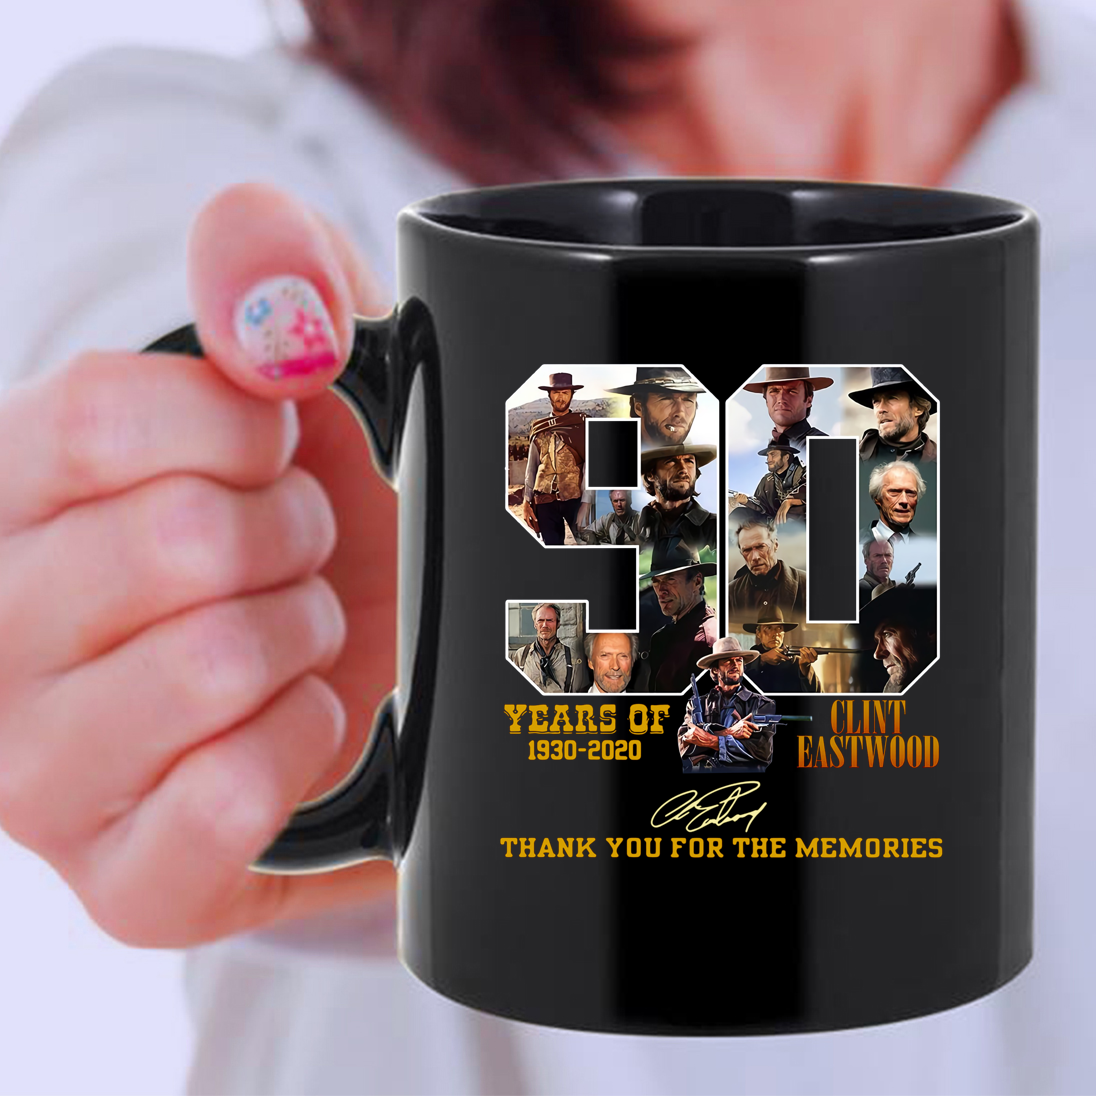 90
YEARS OF
1930-2020
CLINT
EASTWOOD
THANK YOU FOR THE MEMORIES